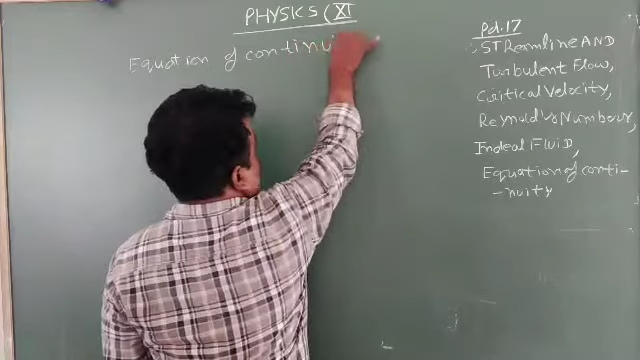 PHYSICS (XI
Equation of continui
Pd.17
STReamline AND
Turbulent Flow,
Critical Velocity,
Reynold's Number,
Indeal FluiD,
Equation of conti-
-nuity